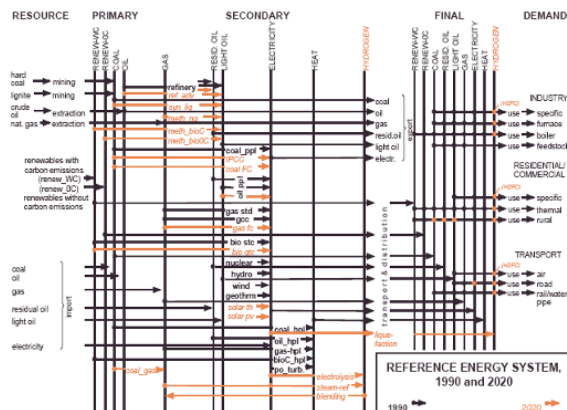 RESOURCE PRIMARY SECONDARY FINAL DEMAND
RENEW-WC
RENEW-0C
COAL
OIL
GAS
RESID. OIL
LIGHT OIL
ELECTRICITY
HEAT
HYDROGEN
RENEW-WC
RENEW-0C
COAL
RESID OIL
LIGHT OIL
GAS
ELECTRICITY
HEAT
HYDROGEN
hard
coal mining
lignite mining
crude
oil extraction
nat. gas extraction
renewables with
carbon emissions
(renew_WC)
(renew_0C)
renewables without
carbon emissions
coal
oil
gas
residual oil
light oil
electricity
import
refinery
ref_adv
syn_liq
meth_ng
meth_bioC
meth_bio0C
coal_ppl
IPCC
coal FC
oil ppl
gas std
gcc
gas fc
bio stc
bio gtc
nuclear
hydro
wind
geothrm
solar th
solar pv
coal_hpl
oil_hpl
gas-hpl
bioC_hpl
po_turb.
coal_gas
electrolysis
steam-ref
blending
lique-
faction
coal
oil
gas
resid.oil
light oil
electr.
export
transport & distribution
INDUSTRY
(H2FC)
use specific
use furnace
use boiler
use feedstock
RESIDENTIAL/
COMMERCIAL
(H2FC)
use specific
use thermal
use rural
TRANSPORT
(H2FC)
use air
use road
use rail/water
pipe
REFERENCE ENERGY SYSTEM,
1990 and 2020
1990 2020